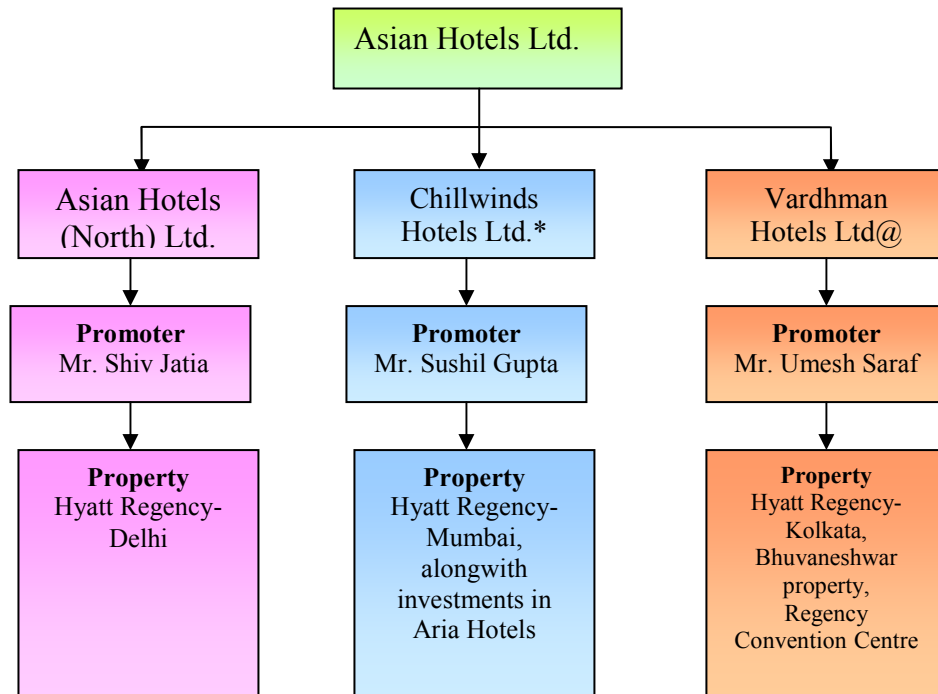 Asian Hotels Ltd.
Asian Hotels
(North) Ltd.
Chillwinds
Hotels Ltd.*
Vardhman
Hotels Ltd@
Promoter
Mr. Shiv Jatia
Promoter
Mr. Sushil Gupta
Promoter
Mr. Umesh Saraf
Property
Hyatt Regency-
Delhi
Property
Hyatt Regency-
Mumbai,
alongwith
investments in
Aria Hotels
Property
Hyatt Regency-
Kolkata,
Bhuvaneshwar
property,
Regency
Convention Centre